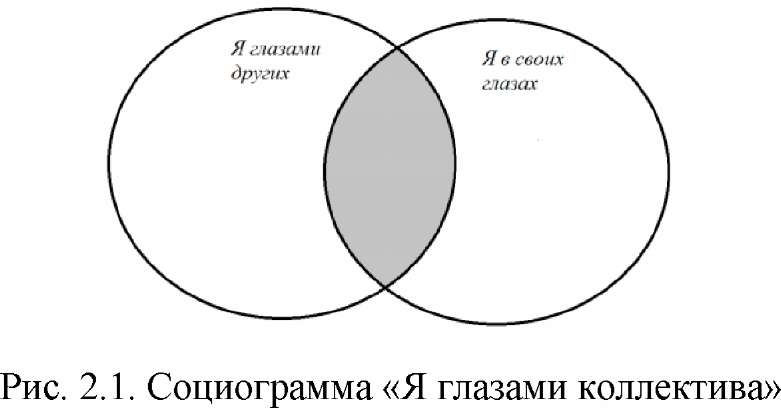 Я глазами
других
Я в своих
глазах
Рис. 2.1. Социограмма «Я глазами коллектива»